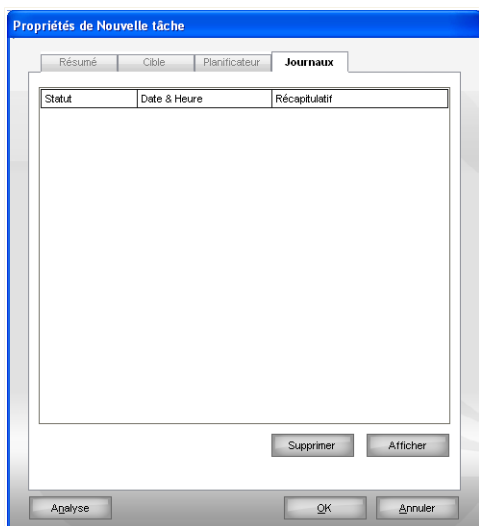 Propriétés de Nouvelle tâche
Résumé Cible Planificateur Journaux
Statut Date & Heure Récapitulatif
Supprimer Afficher
Analyse OK Annuler